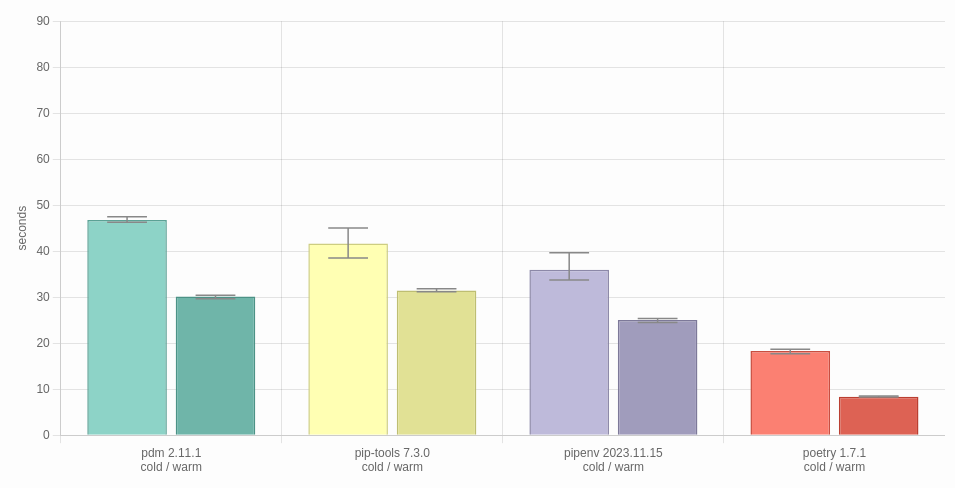 90
80
70
60
50
40
30
20
10
0
seconds
pdm 2.11.1
cold / warm
pip-tools 7.3.0
cold / warm
pipenv 2023.11.15
cold / warm
poetry 1.7.1
cold / warm